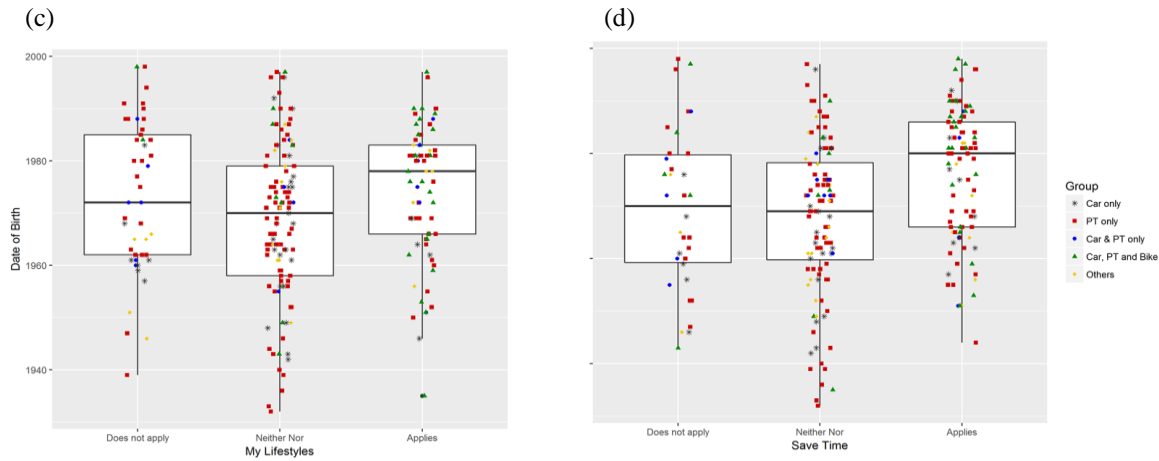 (c)
(d)
2000
1980
1960
1940
Date of Birth
Does not apply
Neither Nor
Applies
My Lifestyles
Does not apply
Neither Nor
Applies
Save Time
Group
Car only
PT only
Car & PT only
Car, PT and Bike
Others